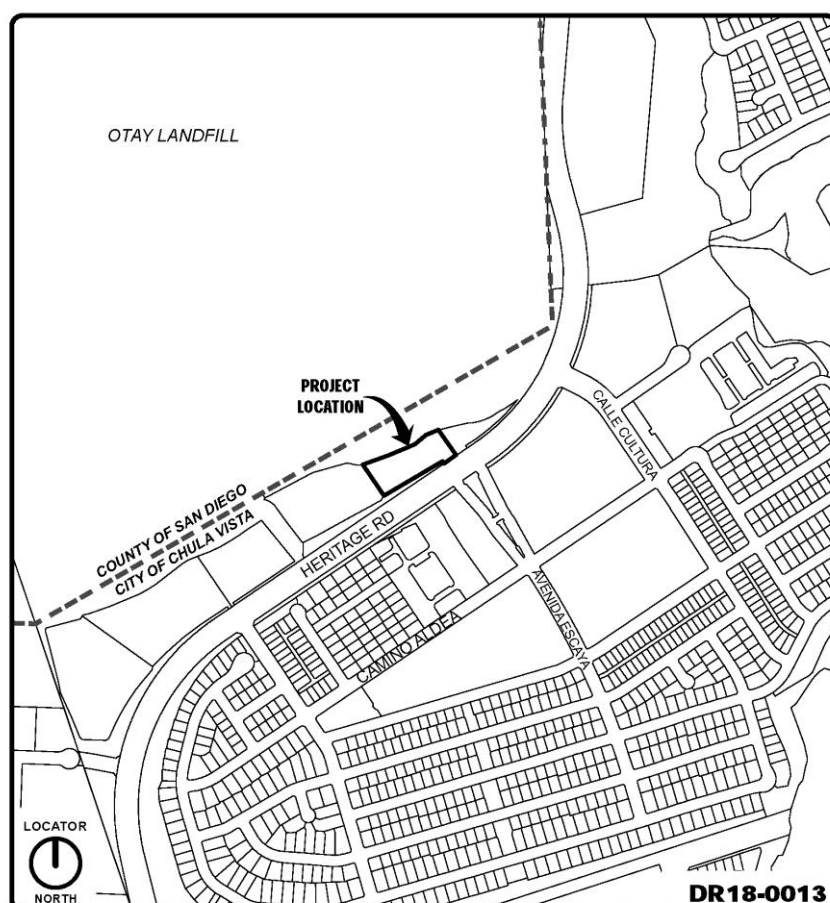 OTAY LANDFILL
PROJECT
LOCATION
CALLE CULTURA
COUNTY OF SAN DIEGO
CITY OF CHULA VISTA
HERITAGE RD
AVENIDA ESCAYA
CAMINO ALDEA
LOCATOR
NORTH
DR18-0013